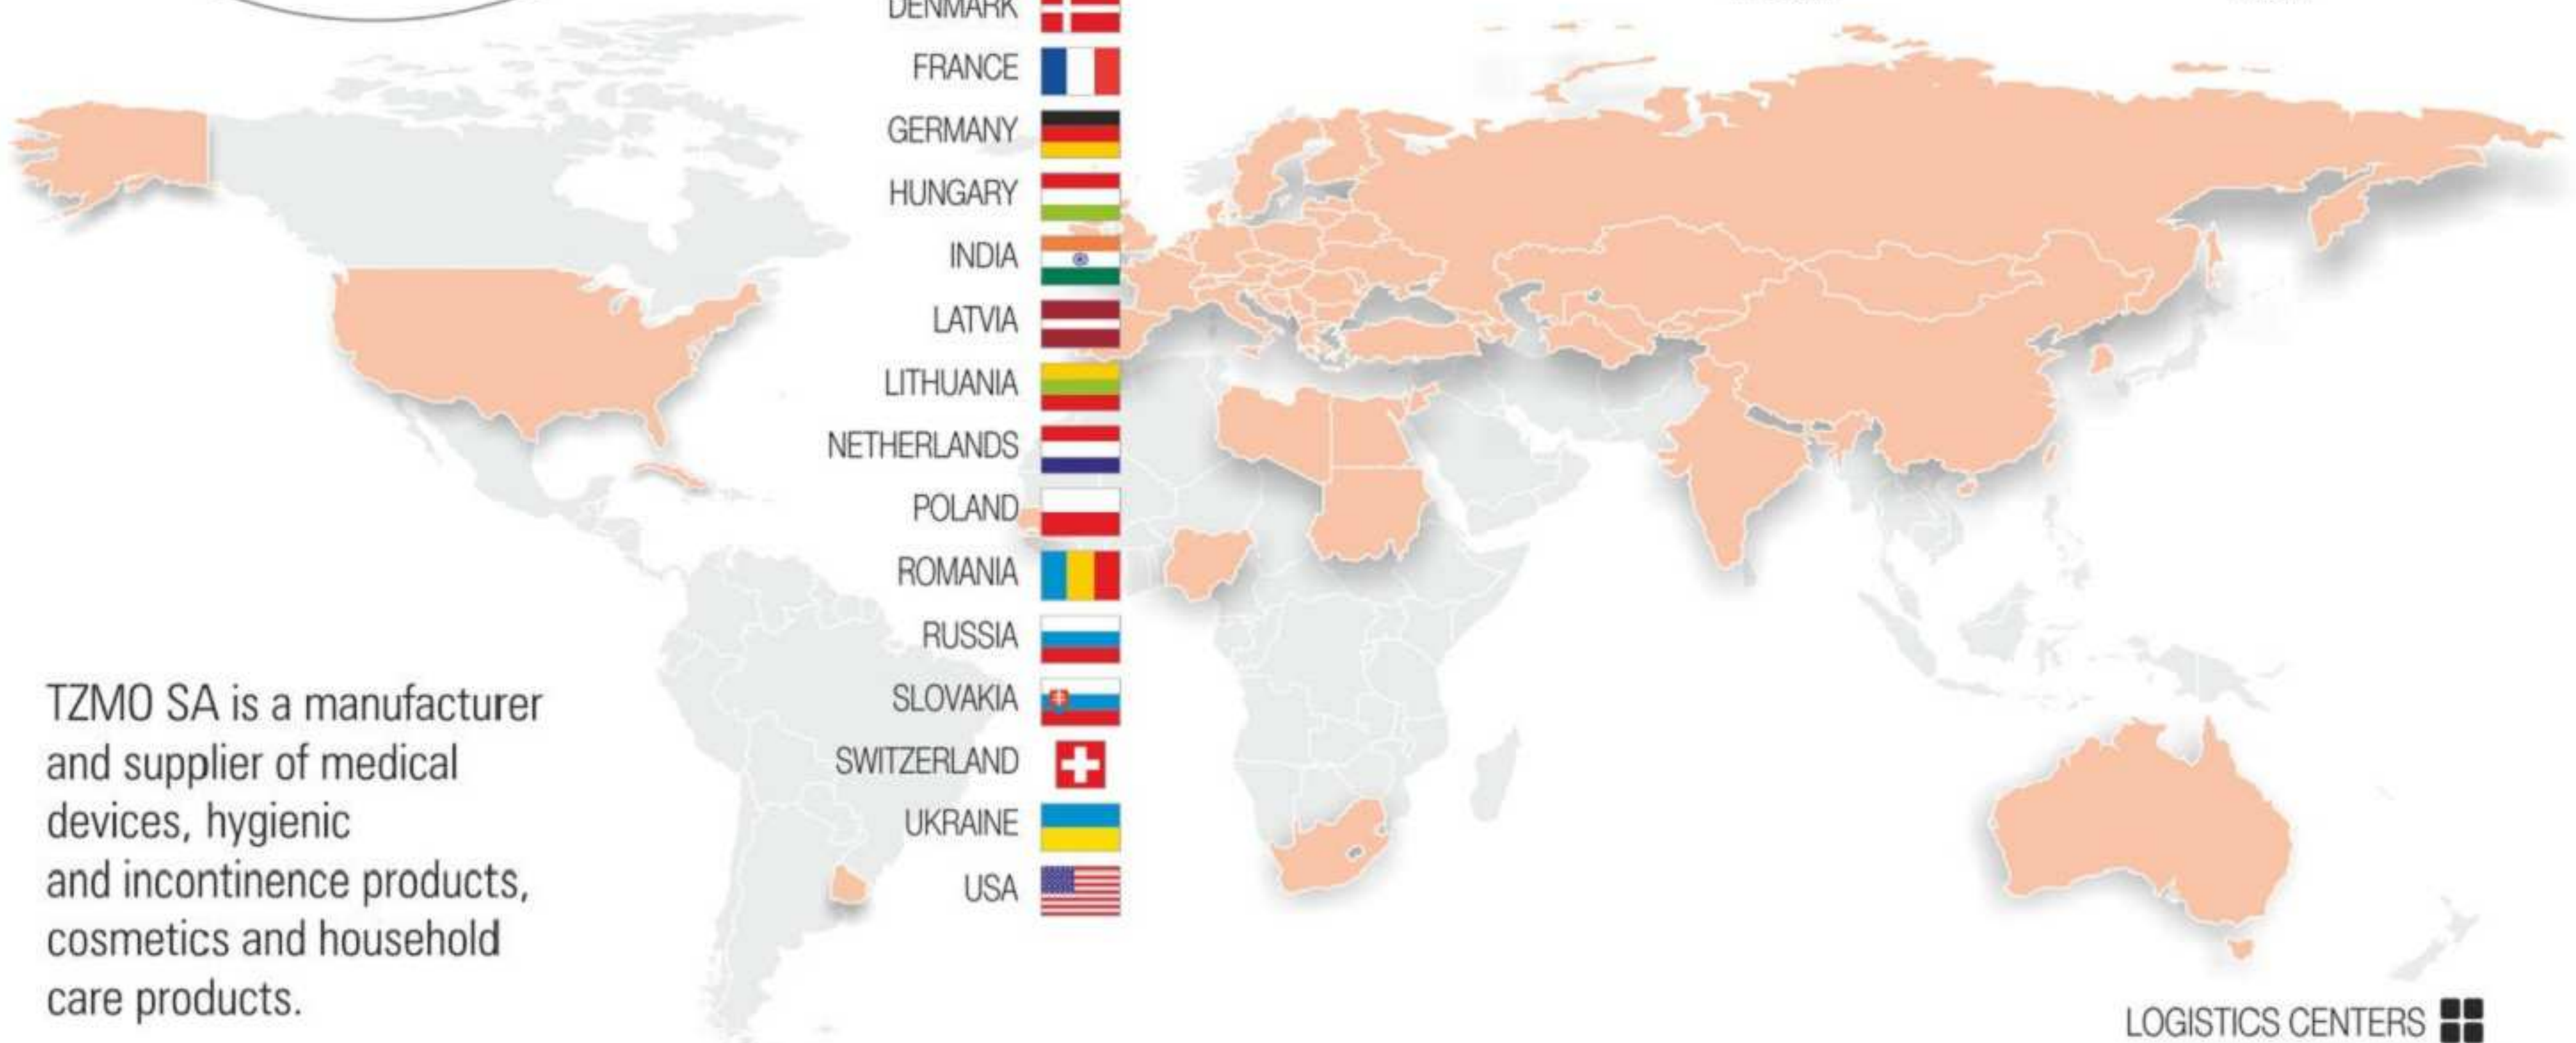 DENMARK
FRANCE
GERMANY
HUNGARY
INDIA
LATVIA
LITHUANIA
NETHERLANDS
POLAND
ROMANIA
RUSSIA
SLOVAKIA
SWITZERLAND
UKRAINE
USA
TZMO SA is a manufacturer
and supplier of medical
devices, hygienic
and incontinence products,
cosmetics and household
care products.
LOGISTICS CENTERS